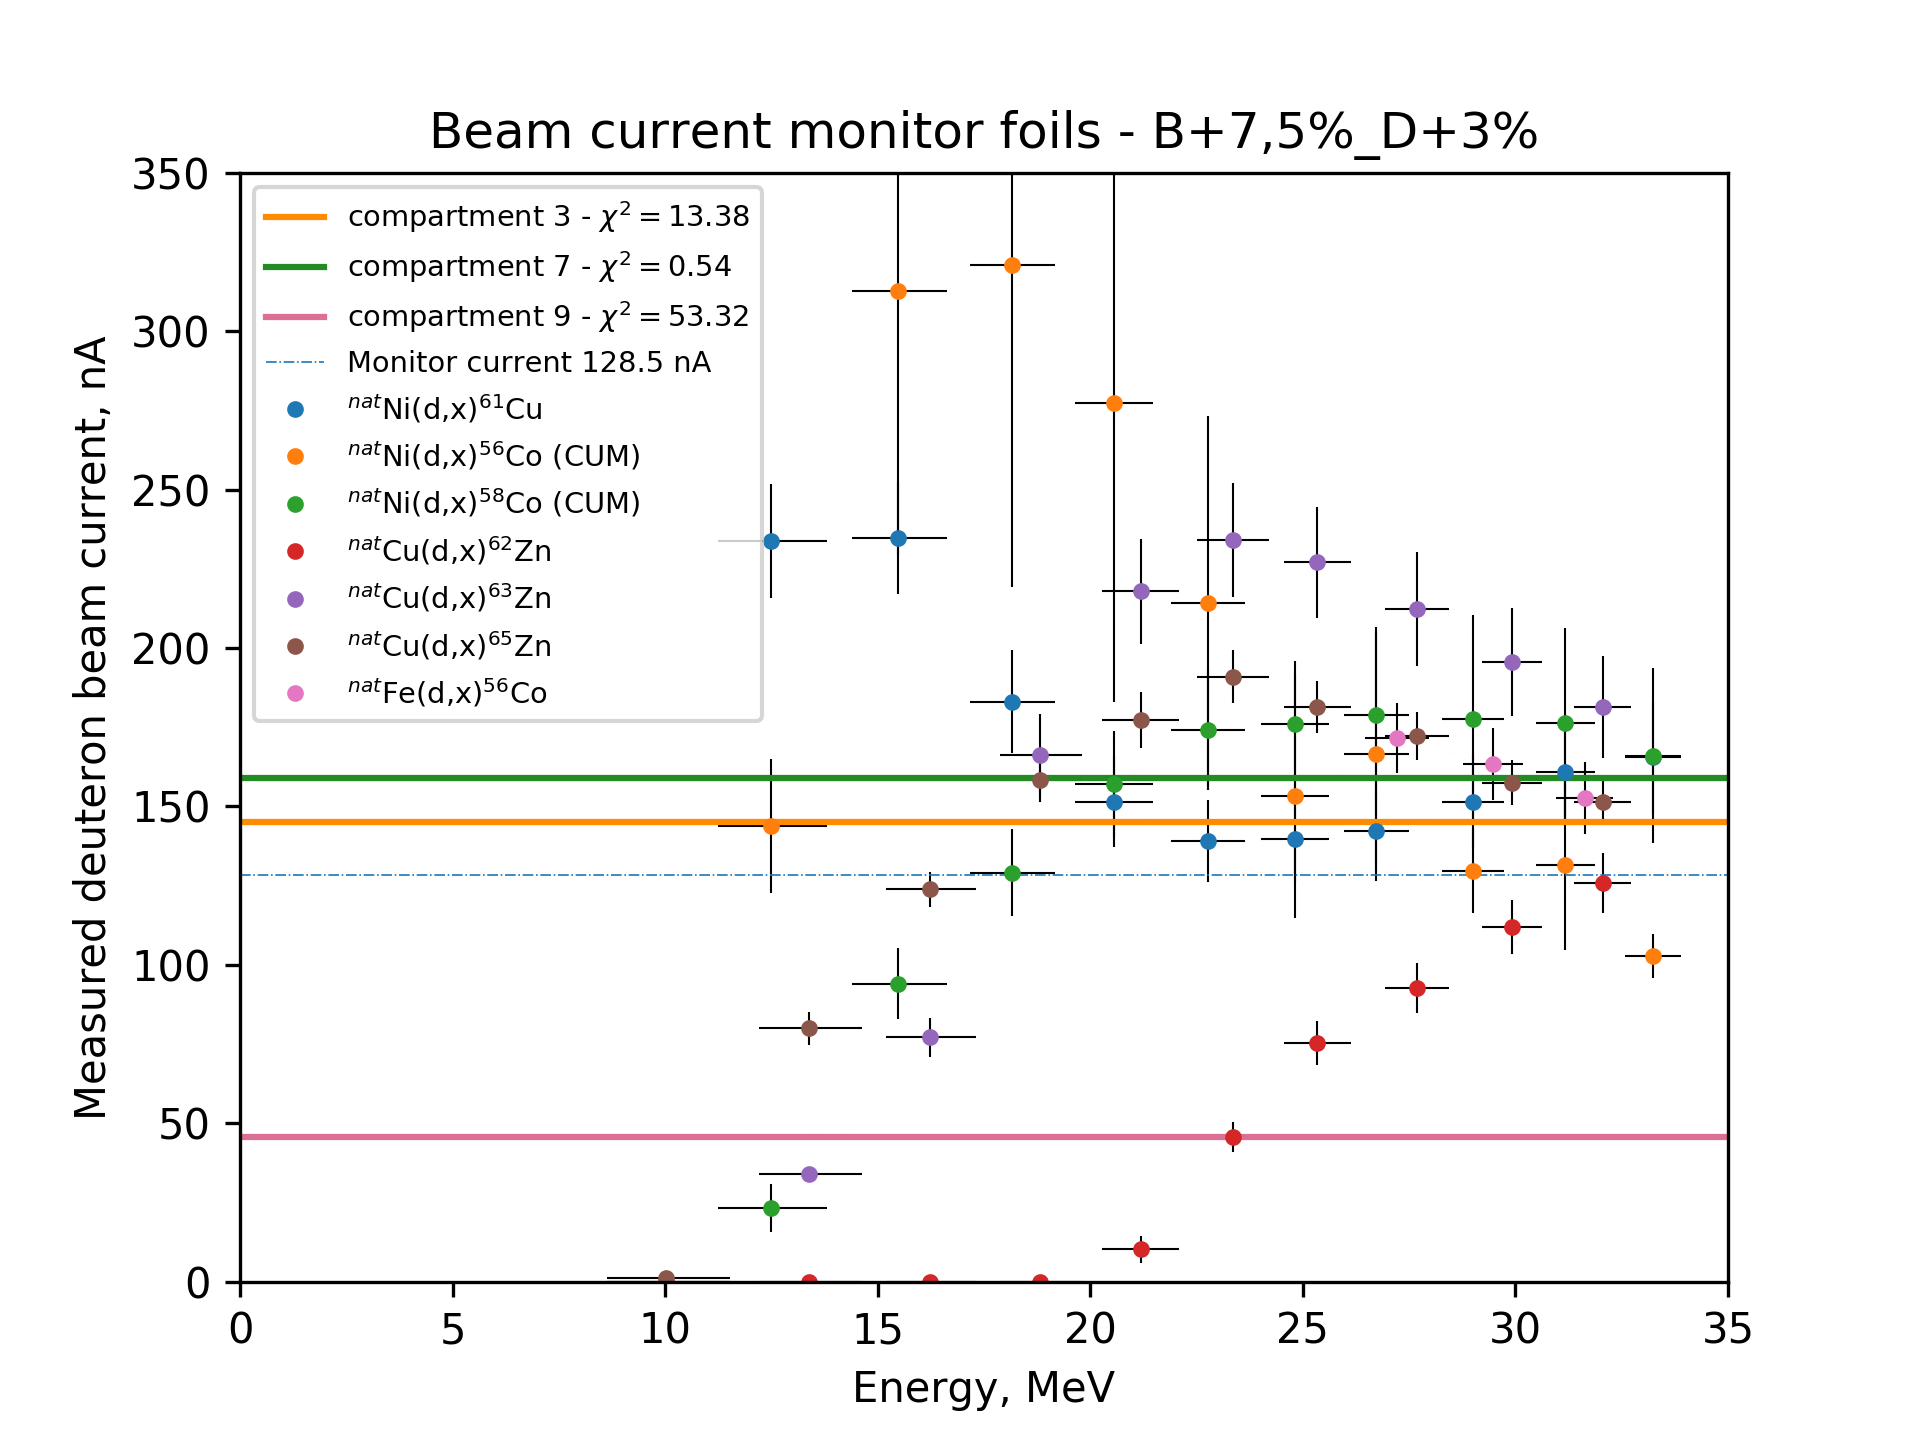 Beam current monitor foils - B+7,5%_D+3%
350
300
250
200
150
100
50
0
Measured deuteron beam current, nA
compartment 3 - χ² = 13.38
compartment 7 - χ² = 0.54
compartment 9 - χ² = 53.32
Monitor current 128.5 nA
ⁿᵃᵗNi(d,x)⁶¹Cu
ⁿᵃᵗNi(d,x)⁵⁶Co (CUM)
ⁿᵃᵗNi(d,x)⁵⁸Co (CUM)
ⁿᵃᵗCu(d,x)⁶²Zn
ⁿᵃᵗCu(d,x)⁶³Zn
ⁿᵃᵗCu(d,x)⁶⁵Zn
ⁿᵃᵗFe(d,x)⁵⁶Co
0 5 10 15 20 25 30 35
Energy, MeV